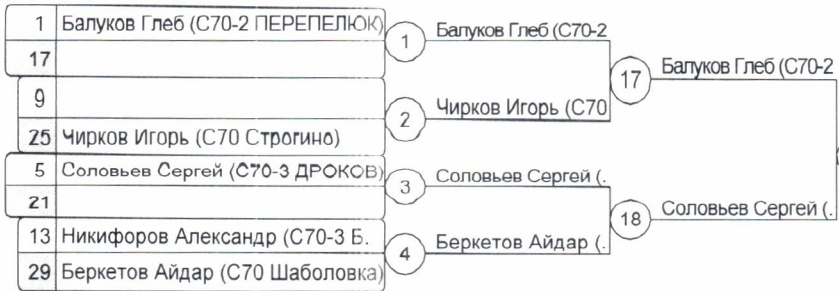 1 Балуков Глеб (С70-2 ПЕРЕПЕЛЮК)
17
9
25 Чирков Игорь (С70 Строгино)
5 Соловьев Сергей (С70-3 ДРОКОВ)
21
13 Никифоров Александр (С70-3 Б.
29 Беркетов Айдар (С70 Шаболовка)
1 Балуков Глеб (С70-2
2 Чирков Игорь (С70
3 Соловьев Сергей (.
4 Беркетов Айдар (.
17 Балуков Глеб (С70-2
18 Соловьев Сергей (.